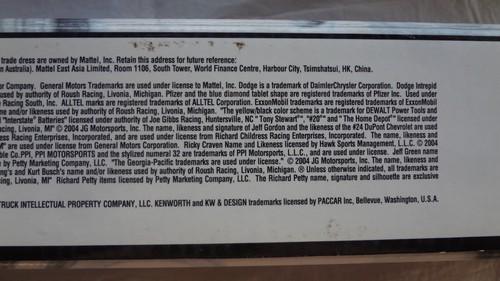 trade dress are owned by Mattel, Inc. Retain this address for future reference:
n Australia). Mattel East Asia Limited, Room 1106, South Tower, World Finance Centre, Harbour City, Tsimshatsui, HK, China.
or Company. General Motors Trademarks are used under license to Mattel, Inc. Dodge is a trademark of DaimlerChrysler Corporation. Dodge Intrepid
used by Roush Racing, Livonia, Michigan. Pfizer and the blue diamond tablet shape are registered trademarks of Pfizer Inc. Used under
Racing South, Inc. ALLTEL marks are registered trademarks of ALLTEL Corporation. ExxonMobil trademarks are registered trademarks of ExxonMobil
me and/or likeness used by authority of Roush Racing, Livonia, Michigan. "The yellow/black color scheme is a trademark for DEWALT Power Tools and
"Interstate" Batteries" licensed under authority of Joe Gibbs Racing, Huntersville, NC "Tony Stewart"", "#20"" and "The Home Depot"" licensed under
acing, Livonia, MI" © 2004 JG Motorsports, Inc. The name, likeness and signature of Jeff Gordon and the likeness of the #24 DuPont Chevrolet are used
ess Racing Enterprises, Incorporated, and are used under license from Richard Childress Racing Enterprises, Incorporated. The name, likeness and
M" are used under license from General Motors Corporation. Ricky Craven Name and Likeness licensed by Hawk Sports Management, L.L.C. © 2004
ble Co. PPI, PPI MOTORSPORTS and the stylized numeral 32 are trademarks of PPI Motorsports, L.L.C., and are used under license. Jeff Green name
n by Petty Marketing Company, LLC. "The Georgia-Pacific Trademarks are used under license." © 2004 JG Motorsports, Inc. The name, likeness and
ng's and Kurt Busch's name and/or likeness used by authority of Roush Racing, Livonia, Michigan. ® Unless otherwise indicated, all trademarks are
ing, Livonia, MI" Richard Petty items licensed by Petty Marketing Company, LLC. The Richard Petty name, signature and silhouette are exclusive
TRUCK INTELLECTUAL PROPERTY COMPANY, LLC. KENWORTH and KW & DESIGN trademarks licensed by PACCAR Inc, Bellevue, Washington, U.S.A.